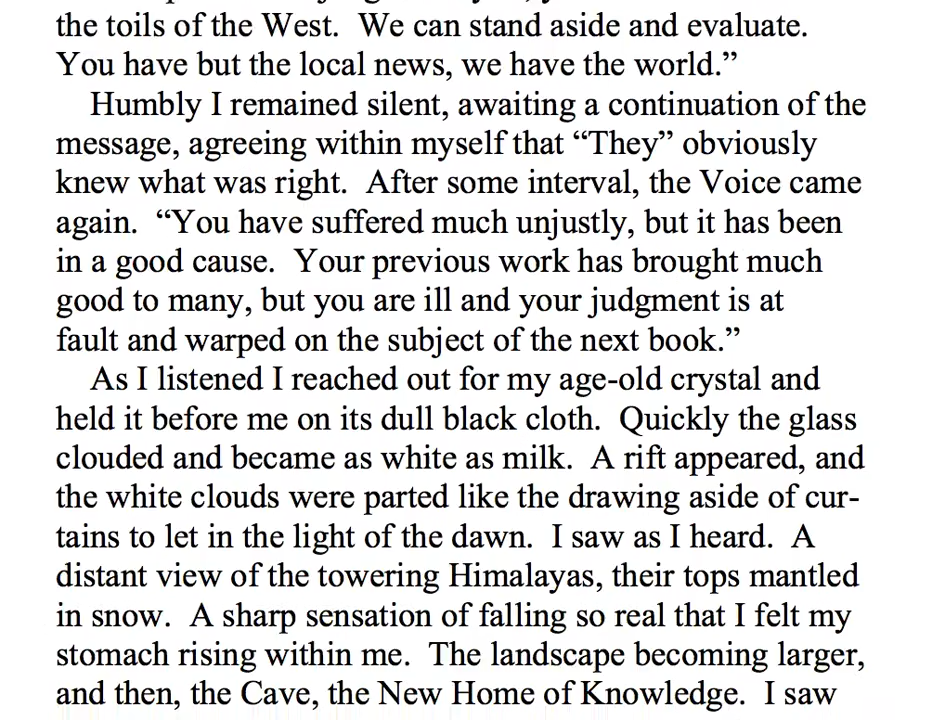 the toils of the West.  We can stand aside and evaluate.
You have but the local news, we have the world.”
Humbly I remained silent, awaiting a continuation of the
message, agreeing within myself that “They” obviously
knew what was right.  After some interval, the Voice came
again.  “You have suffered much unjustly, but it has been
in a good cause.  Your previous work has brought much
good to many, but you are ill and your judgment is at
fault and warped on the subject of the next book.”
As I listened I reached out for my age-old crystal and
held it before me on its dull black cloth.  Quickly the glass
clouded and became as white as milk.  A rift appeared, and
the white clouds were parted like the drawing aside of cur-
tains to let in the light of the dawn.  I saw as I heard.  A
distant view of the towering Himalayas, their tops mantled
in snow.  A sharp sensation of falling so real that I felt my
stomach rising within me.  The landscape becoming larger,
and then, the Cave, the New Home of Knowledge.  I saw